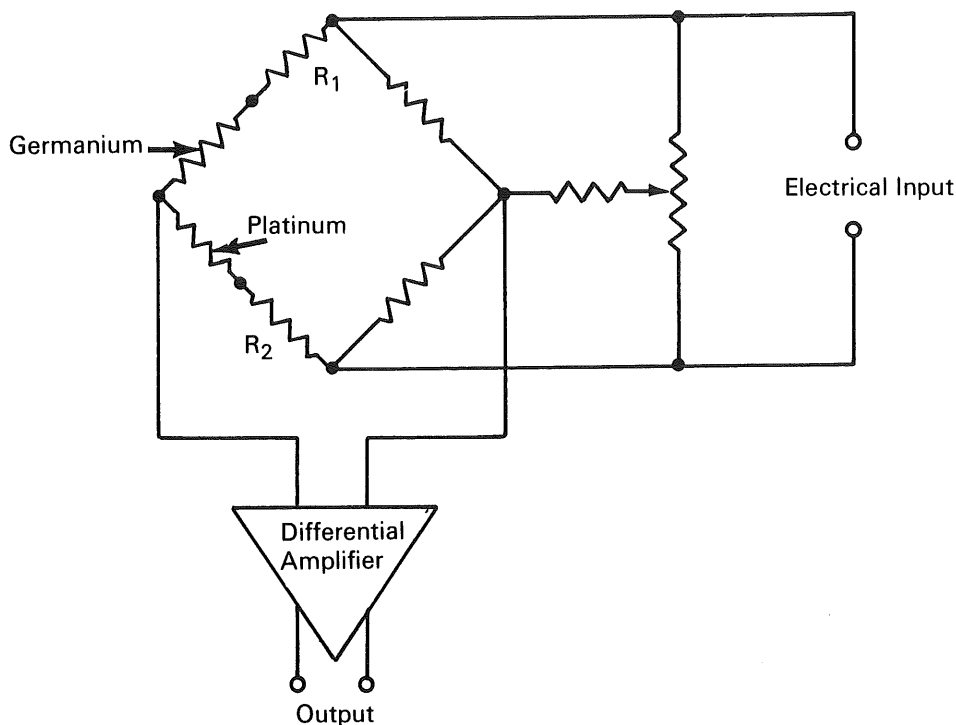 R1
Germanium
Electrical Input
Platinum
R2
Differential
Amplifier
Output